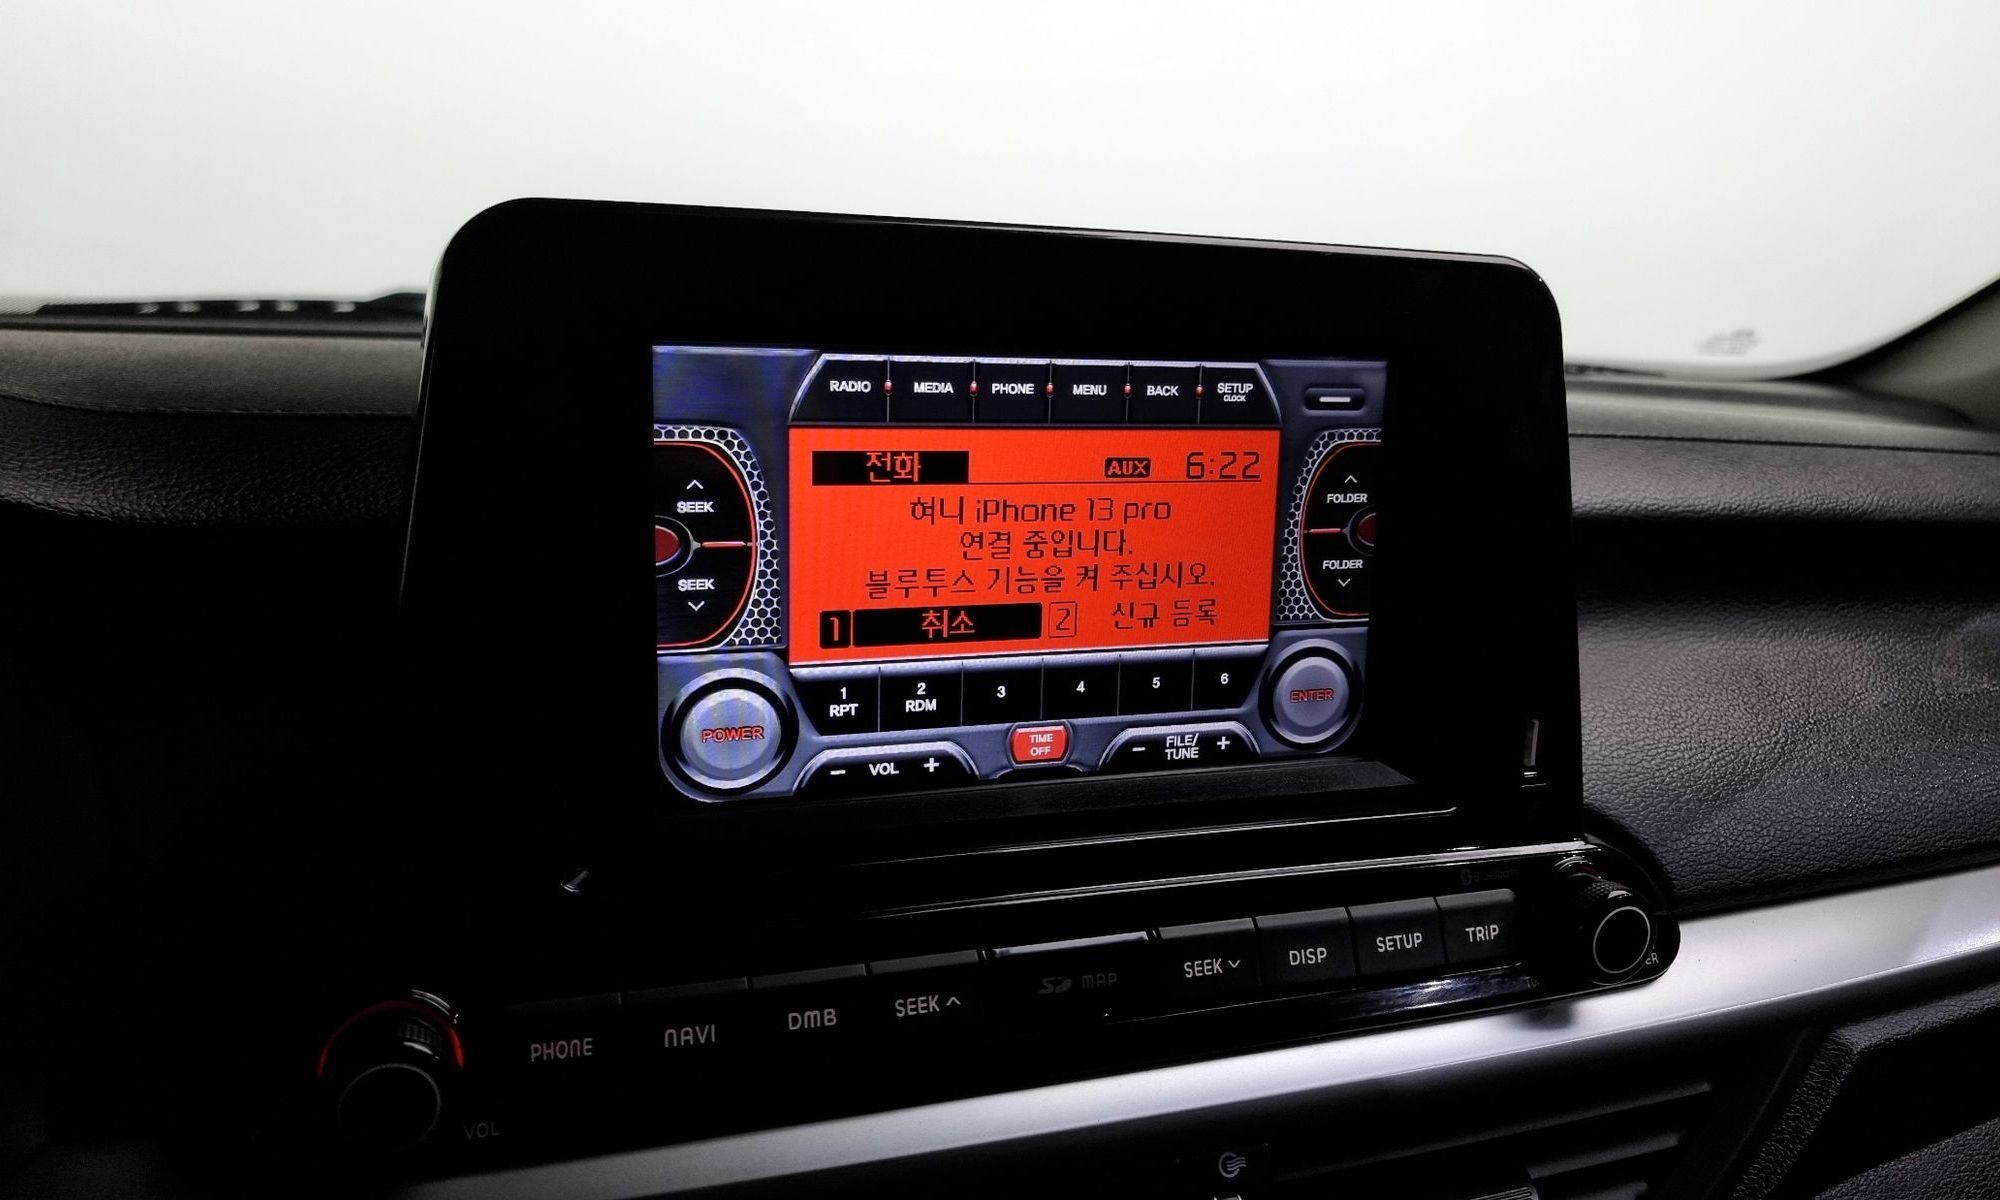 RADIO MEDIA PHONE MENU BACK SETUP
CLOCK
전화 AUX 6:22
혀니 iPhone 13 pro
연결 중입니다.
블루투스 기능을 켜 주십시오.
1 취소 2 신규 등록
SEEK
SEEK
FOLDER
FOLDER
1 2 3 4 5 6
RPT RDM
POWER
ENTER
TIME
OFF
- VOL +
- FILE/
TUNE +
Bluetooth
PHONE NAVI DMB SEEK SD MAP SEEK DISP SETUP TRIP
VOL